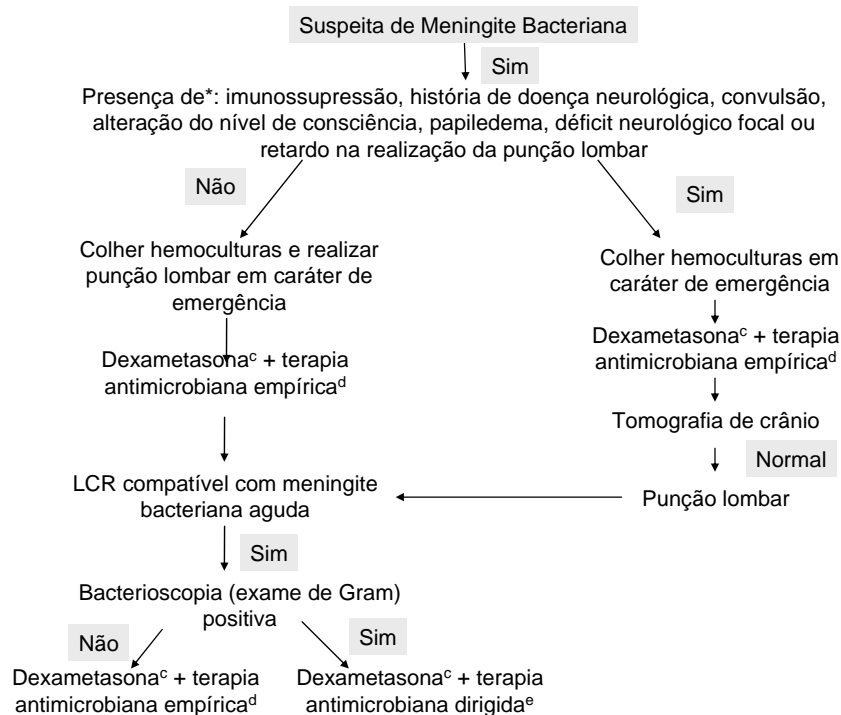 Suspeita de Meningite Bacteriana
Sim
Presença de*: imunossupressão, história de doença neurológica, convulsão,
alteração do nível de consciência, papiledema, déficit neurológico focal ou
retardo na realização da punção lombar
Não
Sim
Colher hemoculturas e realizar
punção lombar em caráter de
emergência
Colher hemoculturas em
caráter de emergência
Dexametasonaᶜ + terapia
antimicrobiana empíricaᵈ
Dexametasonaᶜ + terapia
antimicrobiana empíricaᵈ
Tomografia de crânio
Normal
LCR compatível com meningite
bacteriana aguda
Punção lombar
Sim
Bacterioscopia (exame de Gram)
positiva
Não
Sim
Dexametasonaᶜ + terapia
antimicrobiana empíricaᵈ
Dexametasonaᶜ + terapia
antimicrobiana dirigidaᵉ